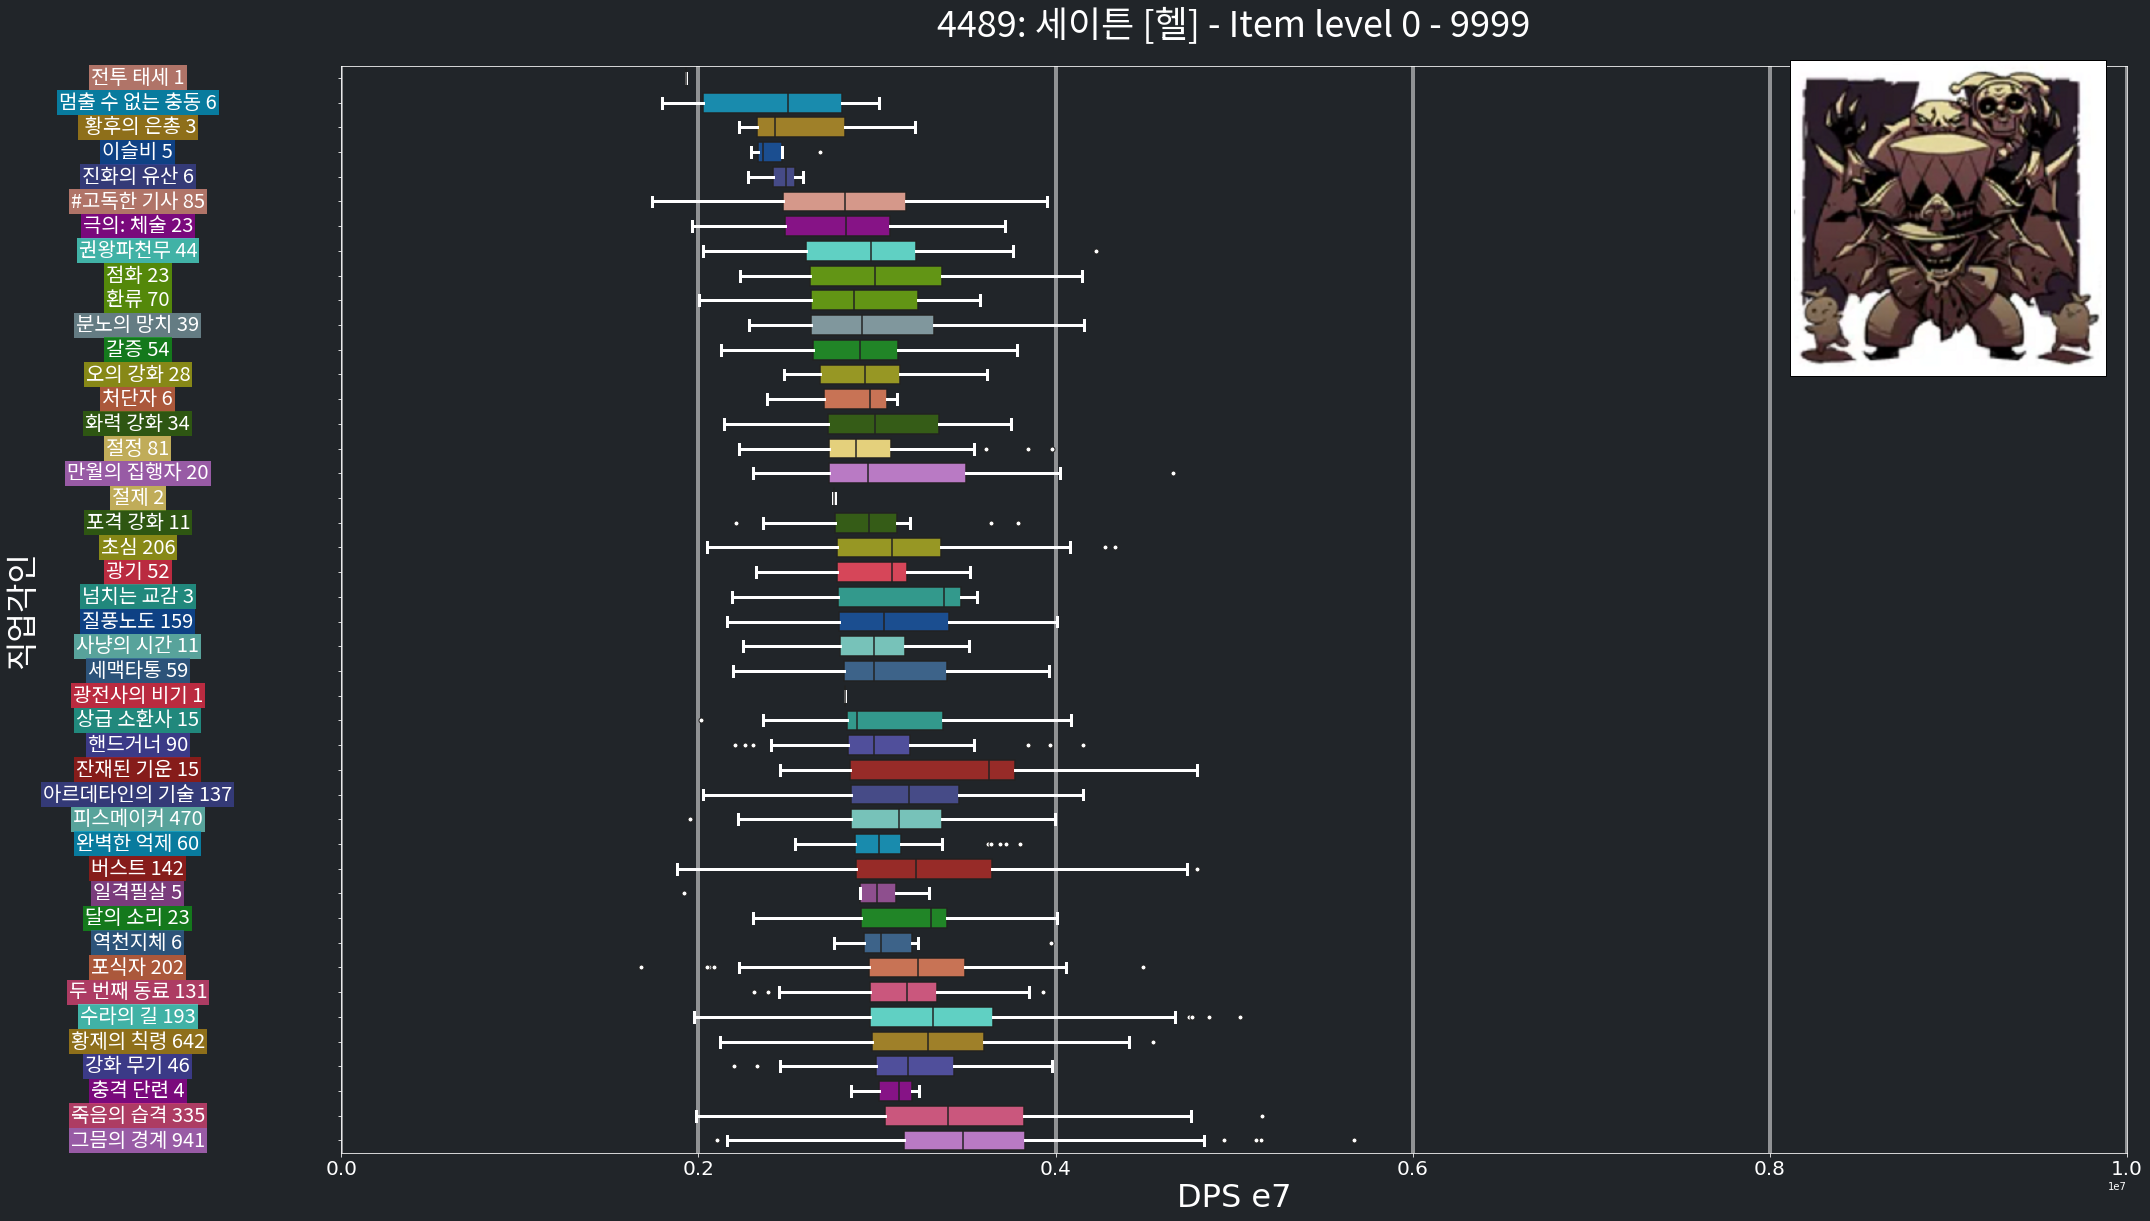 4489: 세이튼 [헬] - Item level 0 - 9999
전투 태세 1
멈출 수 없는 충동 6
황후의 은총 3
이슬비 5
진화의 유산 6
#고독한 기사 85
극의: 체술 23
권왕파천무 44
점화 23
환류 70
분노의 망치 39
갈증 54
오의 강화 28
처단자 6
화력 강화 34
절정 81
만월의 집행자 20
절제 2
포격 강화 11
초심 206
광기 52
넘치는 교감 3
질풍노도 159
사냥의 시간 11
세맥타통 59
광전사의 비기 1
상급 소환사 15
핸드거너 90
잔재된 기운 15
아르데타인의 기술 137
피스메이커 470
완벽한 억제 60
버스트 142
일격필살 5
달의 소리 23
역천지체 6
포식자 202
두 번째 동료 131
수라의 길 193
황제의 칙령 642
강화 무기 46
충격 단련 4
죽음의 습격 335
그믐의 경계 941
직업각인
0.0 0.2 0.4 0.6 0.8 1.0
DPS e7
1e7